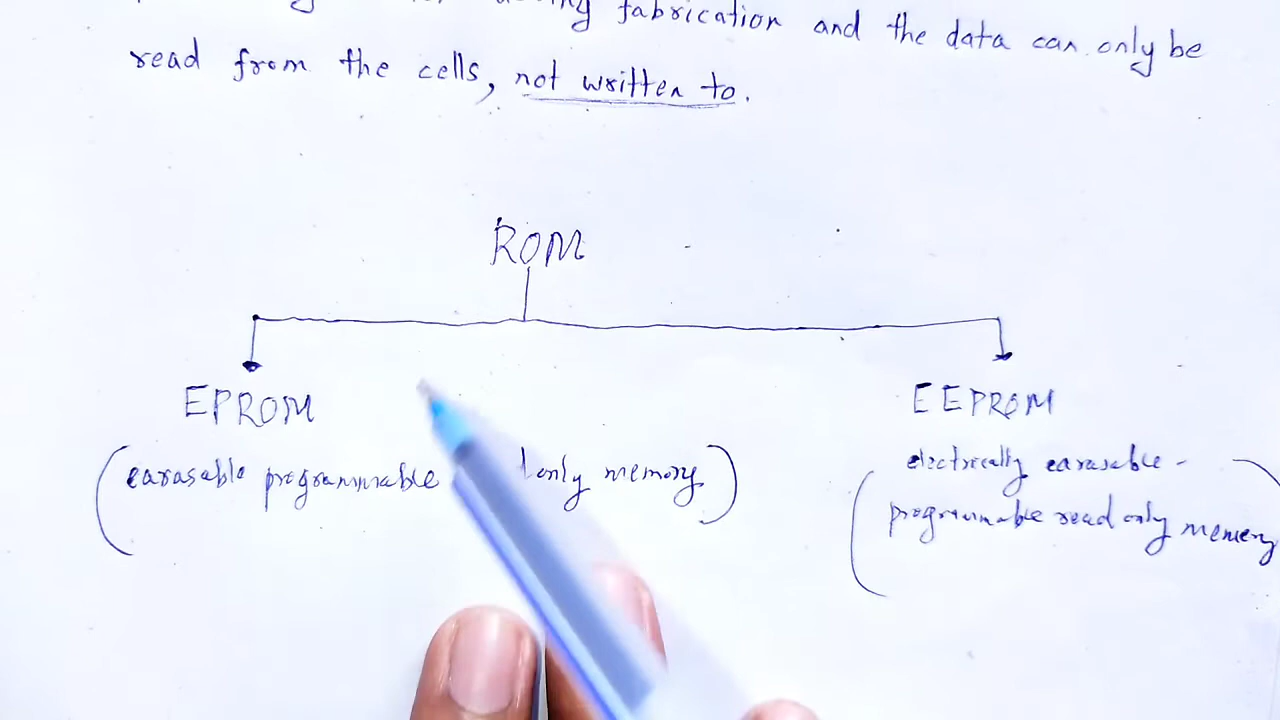 fabrication and the data can only be
read from the cells, not written to.
ROM
EPROM
EEPROM
(earasable programmable only memory)
(electrically earasable -
programmable read only memory